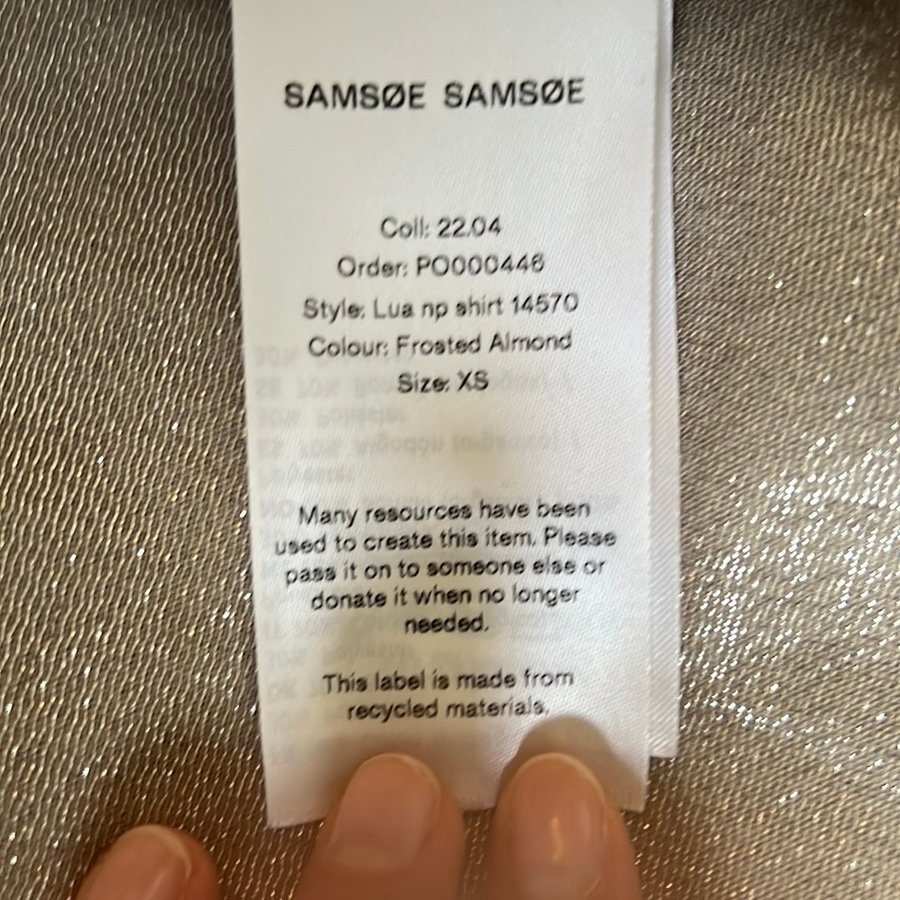 SAMSØE SAMSØE
Coll: 22.04
Order: PO000446
Style: Lua np shirt 14570
Colour: Frosted Almond
Size: XS
Many resources have been
used to create this item. Please
pass it on to someone else or
donate it when no longer
needed.
This label is made from
recycled materials.